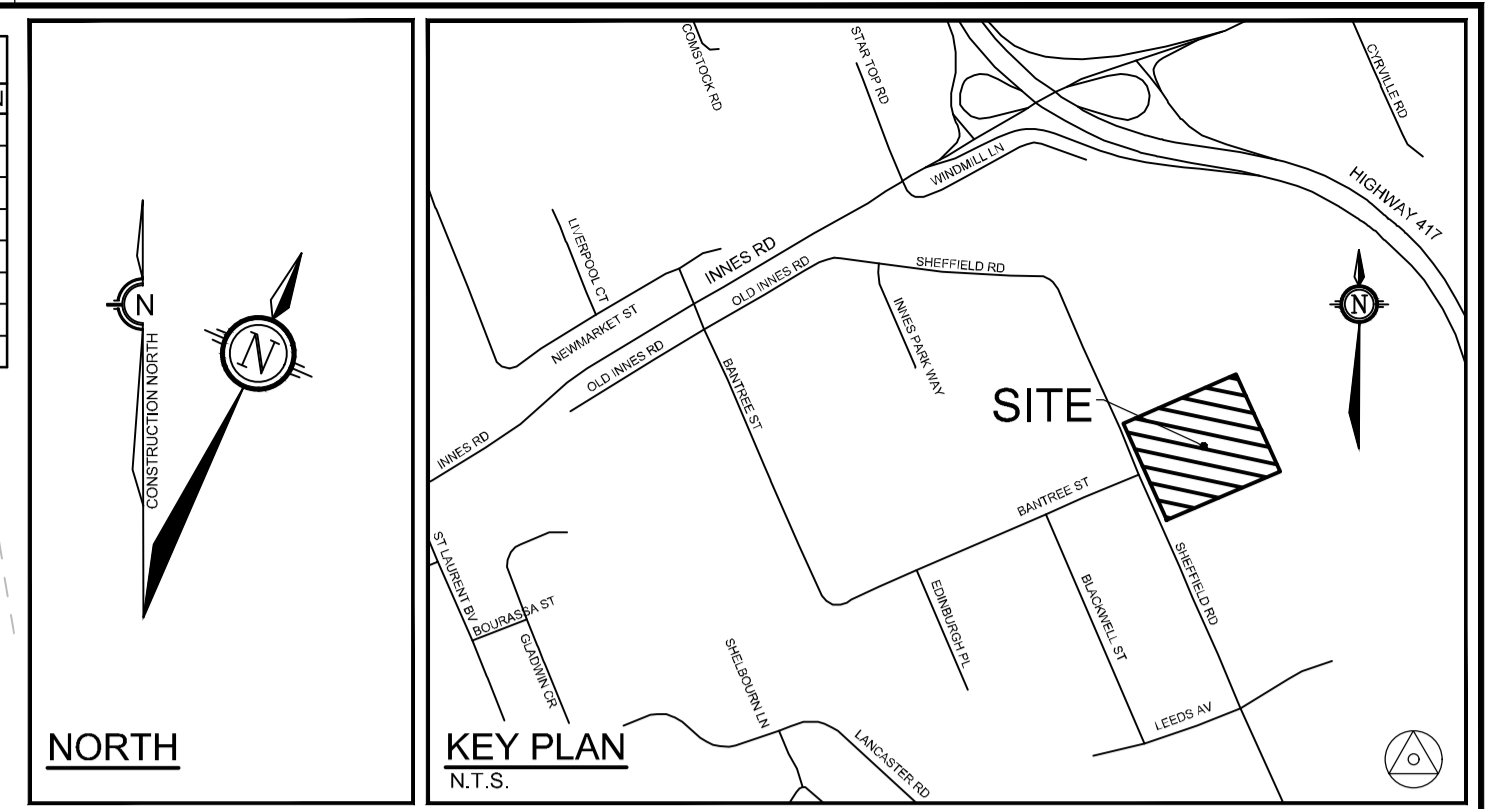 N
CONSTRUCTION NORTH
N
NORTH
COMSTOCK RD
STAR TOP RD
CYRVILLE RD
WINDMILL LN
HIGHWAY 417
LIVERPOOL CT
INNES RD
OLD INNES RD
SHEFFIELD RD
NEWMARKET ST
INNES PARK WAY
N
OLD INNES RD
BANTREE ST
SITE
INNES RD
BANTREE ST
ST LAURENT BV
BOURASSA ST
GLADWIN CR
EDINBURGH PL
BLACKWELL ST
SHEFFIELD RD
SHELBOURN LN
LEEDS AV
LANCASTER RD
KEY PLAN
N.T.S.